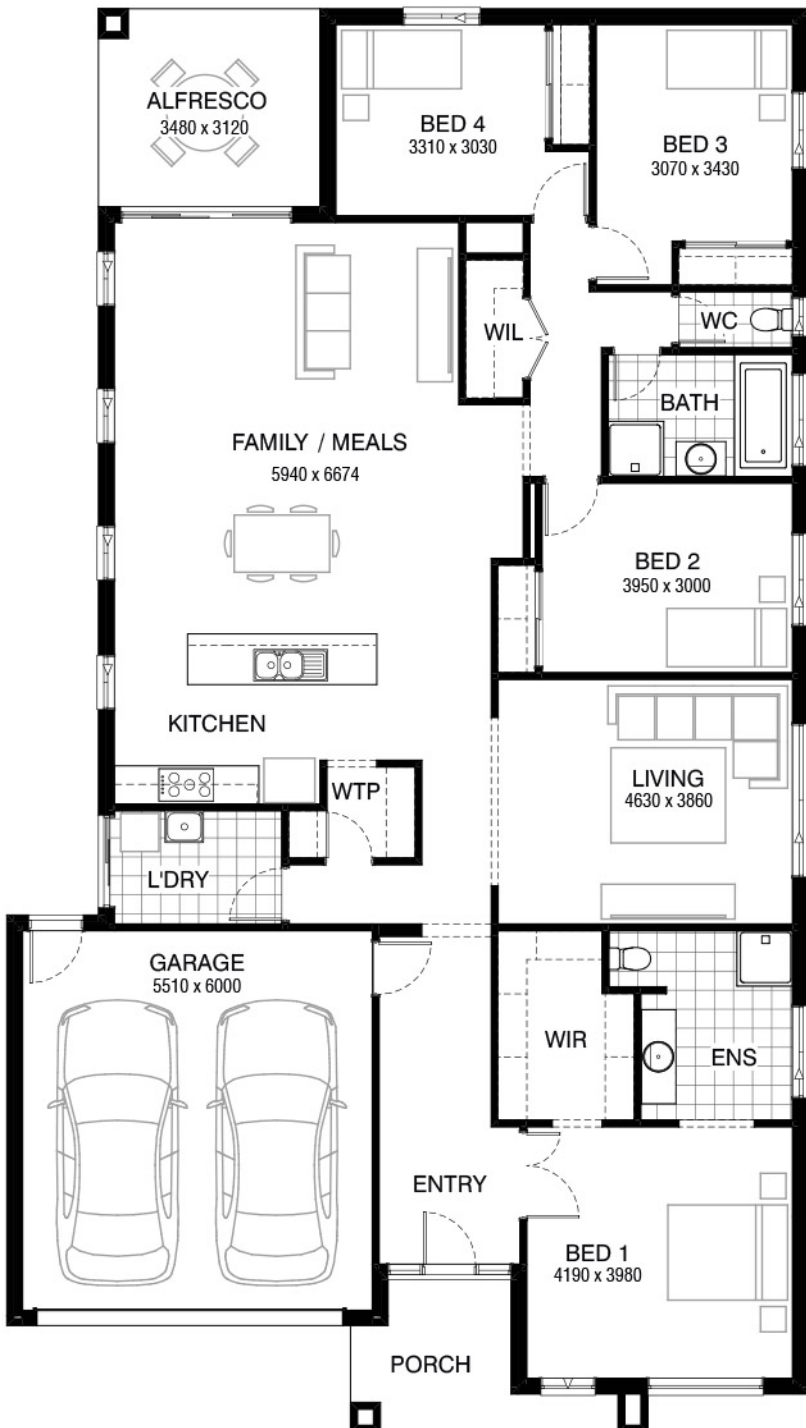 ALFRESCO
3480 x 3120
BED 4
3310 x 3030
BED 3
3070 x 3430
WIL
WC
BATH
FAMILY / MEALS
5940 x 6674
BED 2
3950 x 3000
KITCHEN
WTP
LIVING
4630 x 3860
L'DRY
GARAGE
5510 x 6000
WIR
ENS
ENTRY
BED 1
4190 x 3980
PORCH